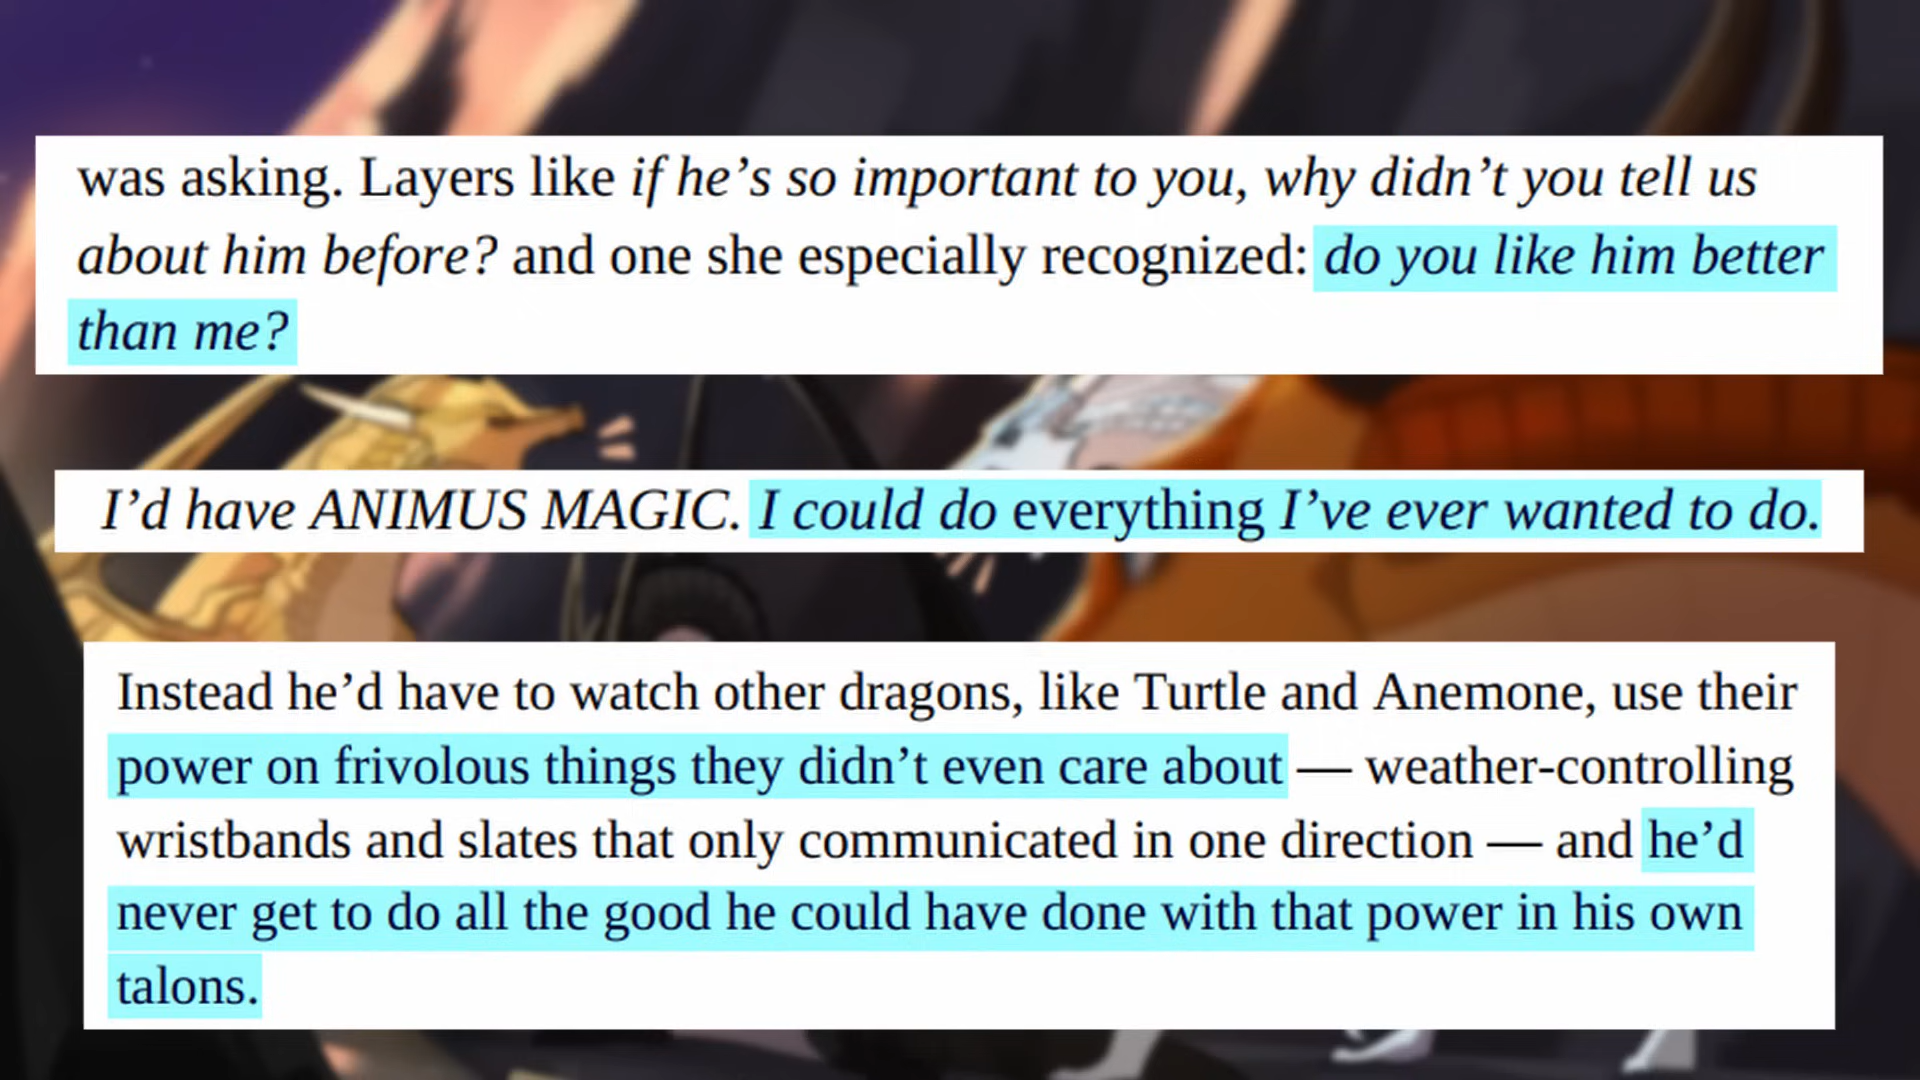 was asking. Layers like if he’s so important to you, why didn’t you tell us
about him before? and one she especially recognized: do you like him better
than me?
I’d have ANIMUS MAGIC. I could do everything I’ve ever wanted to do.
Instead he’d have to watch other dragons, like Turtle and Anemone, use their
power on frivolous things they didn’t even care about — weather-controlling
wristbands and slates that only communicated in one direction — and he’d
never get to do all the good he could have done with that power in his own
talons.